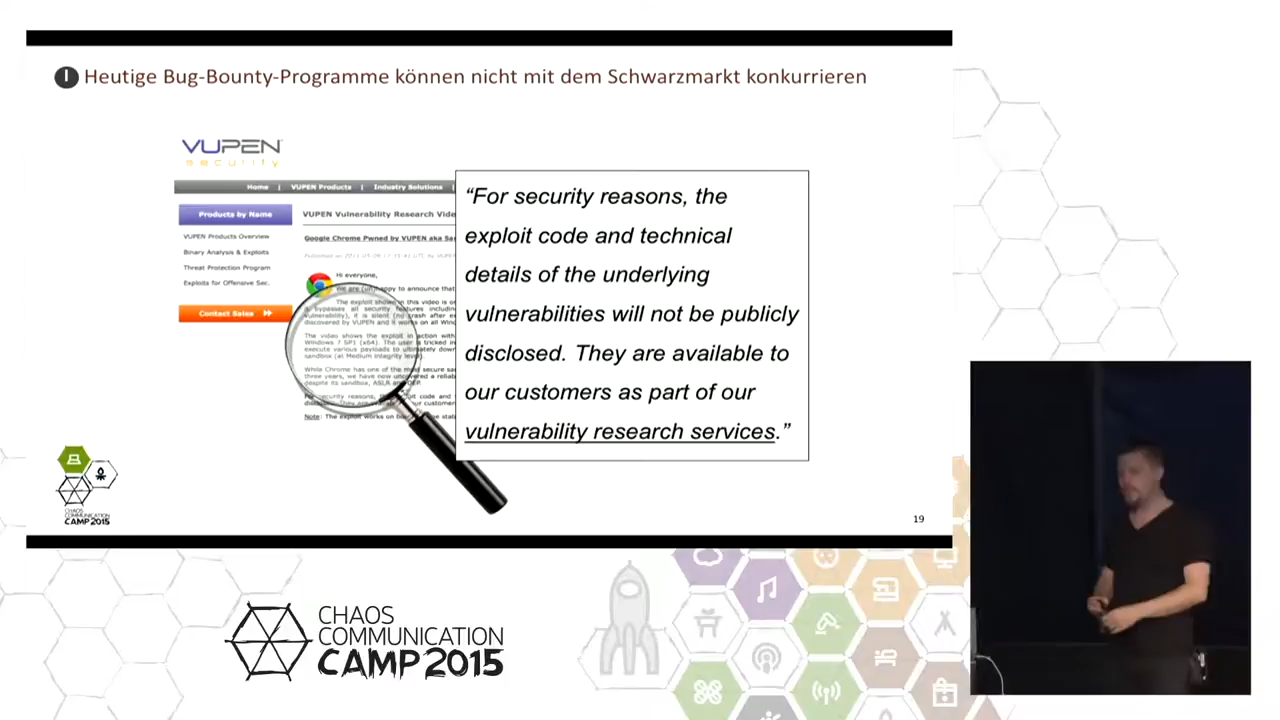 I Heutige Bug-Bounty-Programme können nicht mit dem Schwarzmarkt konkurrieren
VUPEN
security
Home | VUPEN Products | Industry Solutions |
Products by Name
VUPEN Products Overview
Binary Analysis & Exploits
Threat Protection Program
Exploits for Offensive Sec.
Contact Sales
VUPEN Vulnerability Research Vide
Google Chrome Pwned by VUPEN aka
Hi everyone,
“For security reasons, the
exploit code and technical
details of the underlying
vulnerabilities will not be publicly
disclosed. They are available to
our customers as part of our
vulnerability research services.”
CHAOS
COMMUNICATION
CAMP 2015
19
CHAOS
COMMUNICATION
CAMP 2015